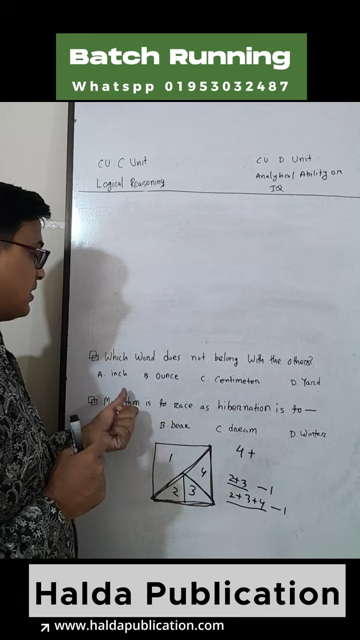 Batch Running
Whatspp 01953032487
CU C Unit
Logical Reasoning
CU D Unit
Analytical Ability or
IQ
Which Word does not belong with the others?
A. inch B. Ounce C. Centimeter D. Yard
is to race as hibernation is to —
B. bear C. dream D. Winter
1
2
3
4
4 +
2+3 - 1
2+3+4 - 1
Halda Publication
www.haldapublication.com